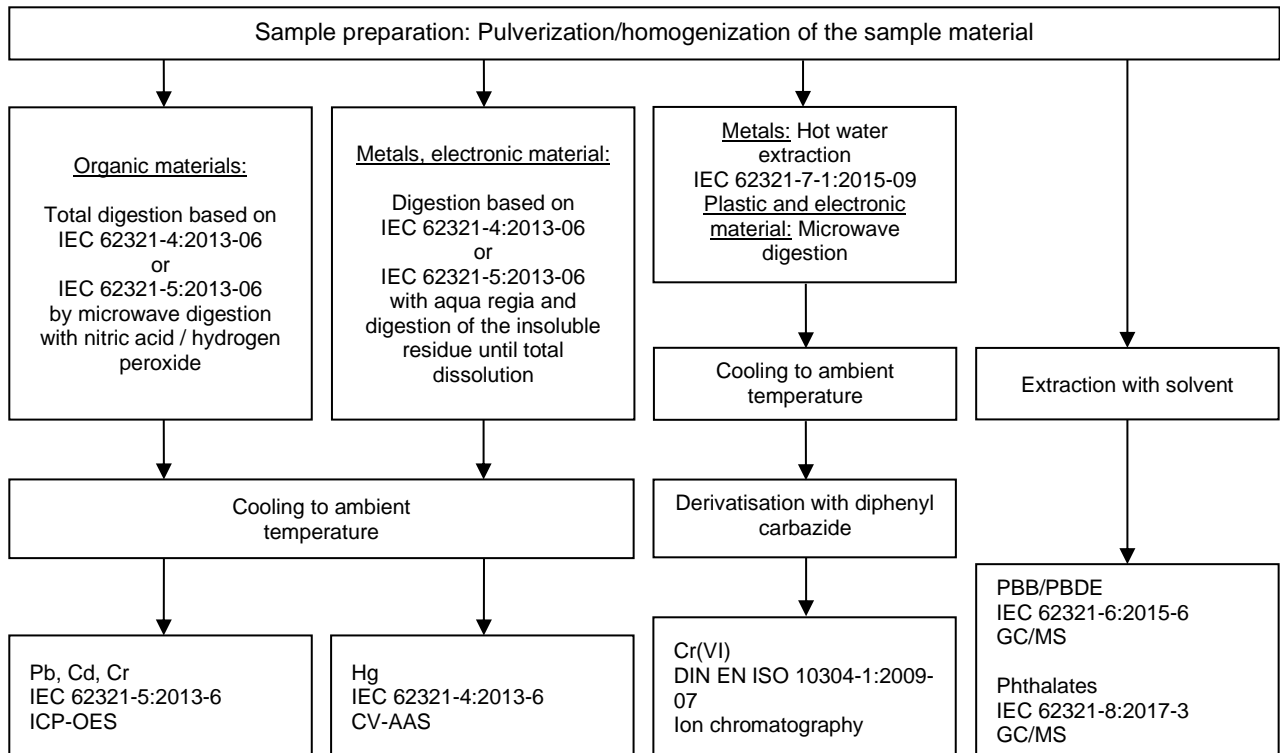 Sample preparation: Pulverization/homogenization of the sample material
Organic materials:
Total digestion based on
IEC 62321-4:2013-06
or
IEC 62321-5:2013-06
by microwave digestion
with nitric acid / hydrogen
peroxide
Metals, electronic material:
Digestion based on
IEC 62321-4:2013-06
or
IEC 62321-5:2013-06
with aqua regia and
digestion of the insoluble
residue until total
dissolution
Metals: Hot water
extraction
IEC 62321-7-1:2015-09
Plastic and electronic
material: Microwave
digestion
Cooling to ambient
temperature
Extraction with solvent
Cooling to ambient
temperature
Derivatisation with diphenyl
carbazide
Pb, Cd, Cr
IEC 62321-5:2013-6
ICP-OES
Hg
IEC 62321-4:2013-6
CV-AAS
Cr(VI)
DIN EN ISO 10304-1:2009-
07
Ion chromatography
PBB/PBDE
IEC 62321-6:2015-6
GC/MS
Phthalates
IEC 62321-8:2017-3
GC/MS